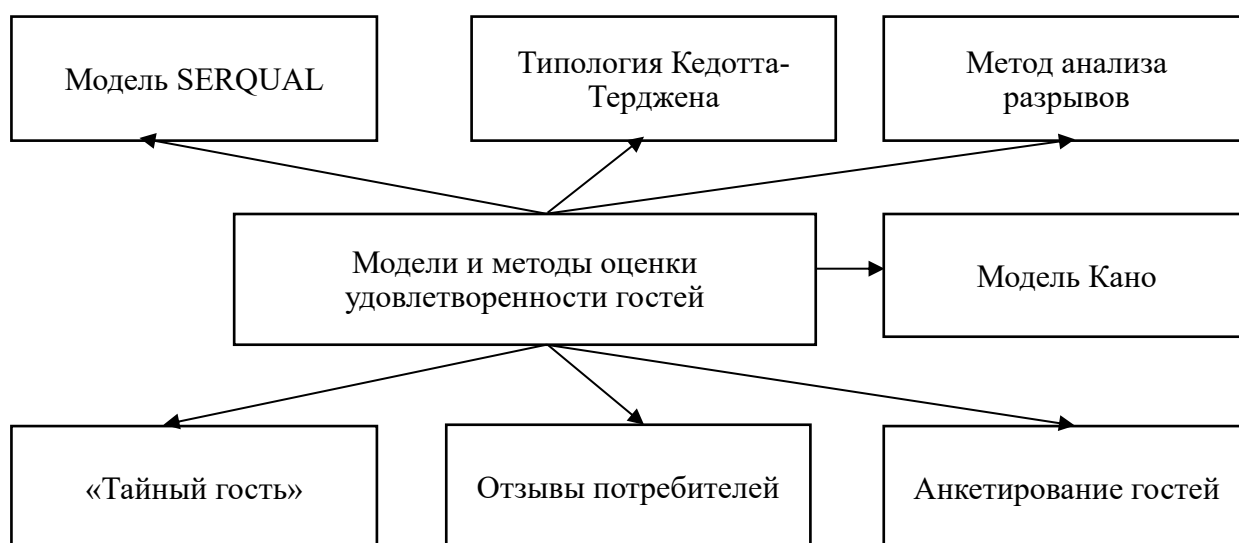 Модель SERQUAL
Типология Кедотта-
Терджена
Метод анализа
разрывов
Модели и методы оценки
удовлетворенности гостей
Модель Кано
«Тайный гость»
Отзывы потребителей
Анкетирование гостей